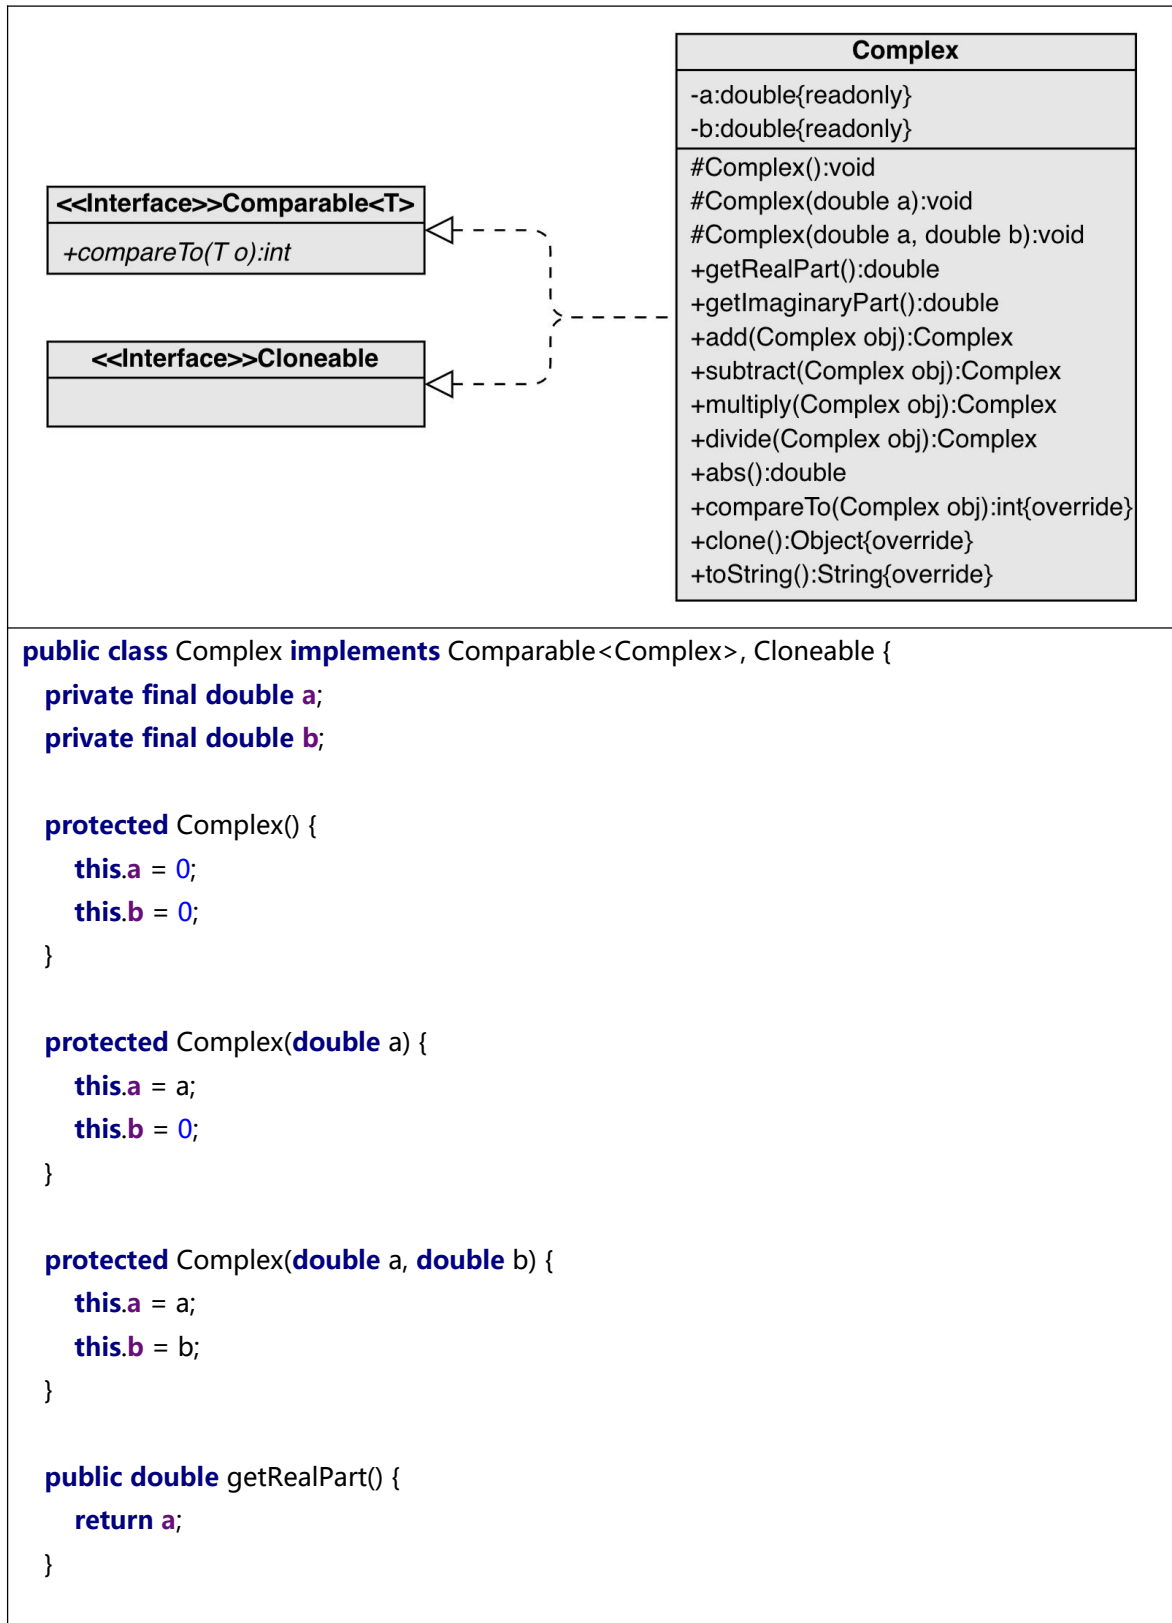 <<Interface>>Comparable<T>
+compareTo(T o):int
<<Interface>>Cloneable
Complex
-a:double{readonly}
-b:double{readonly}
#Complex():void
#Complex(double a):void
#Complex(double a, double b):void
+getRealPart():double
+getImaginaryPart():double
+add(Complex obj):Complex
+subtract(Complex obj):Complex
+multiply(Complex obj):Complex
+divide(Complex obj):Complex
+abs():double
+compareTo(Complex obj):int{override}
+clone():Object{override}
+toString():String{override}
public class Complex implements Comparable<Complex>, Cloneable {
private final double a;
private final double b;
protected Complex() {
this.a = 0;
this.b = 0;
}
protected Complex(double a) {
this.a = a;
this.b = 0;
}
protected Complex(double a, double b) {
this.a = a;
this.b = b;
}
public double getRealPart() {
return a;
}